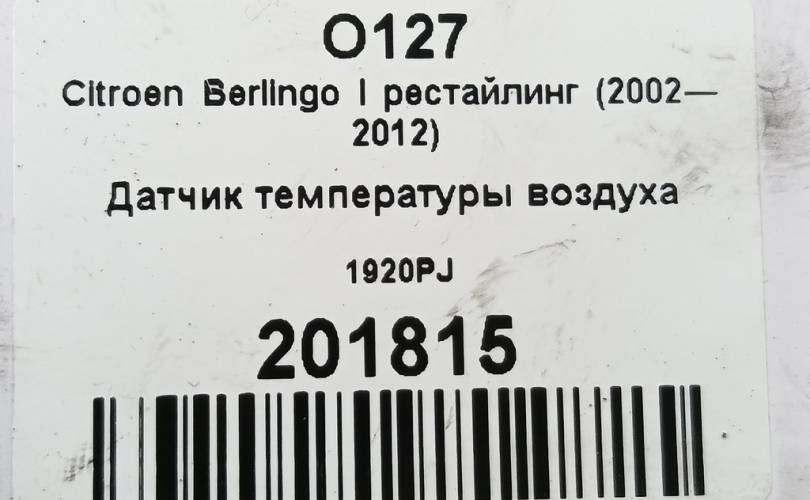 O127
Citroen Berlingo I рестайлинг (2002—
2012)
Датчик температуры воздуха
1920PJ
201815